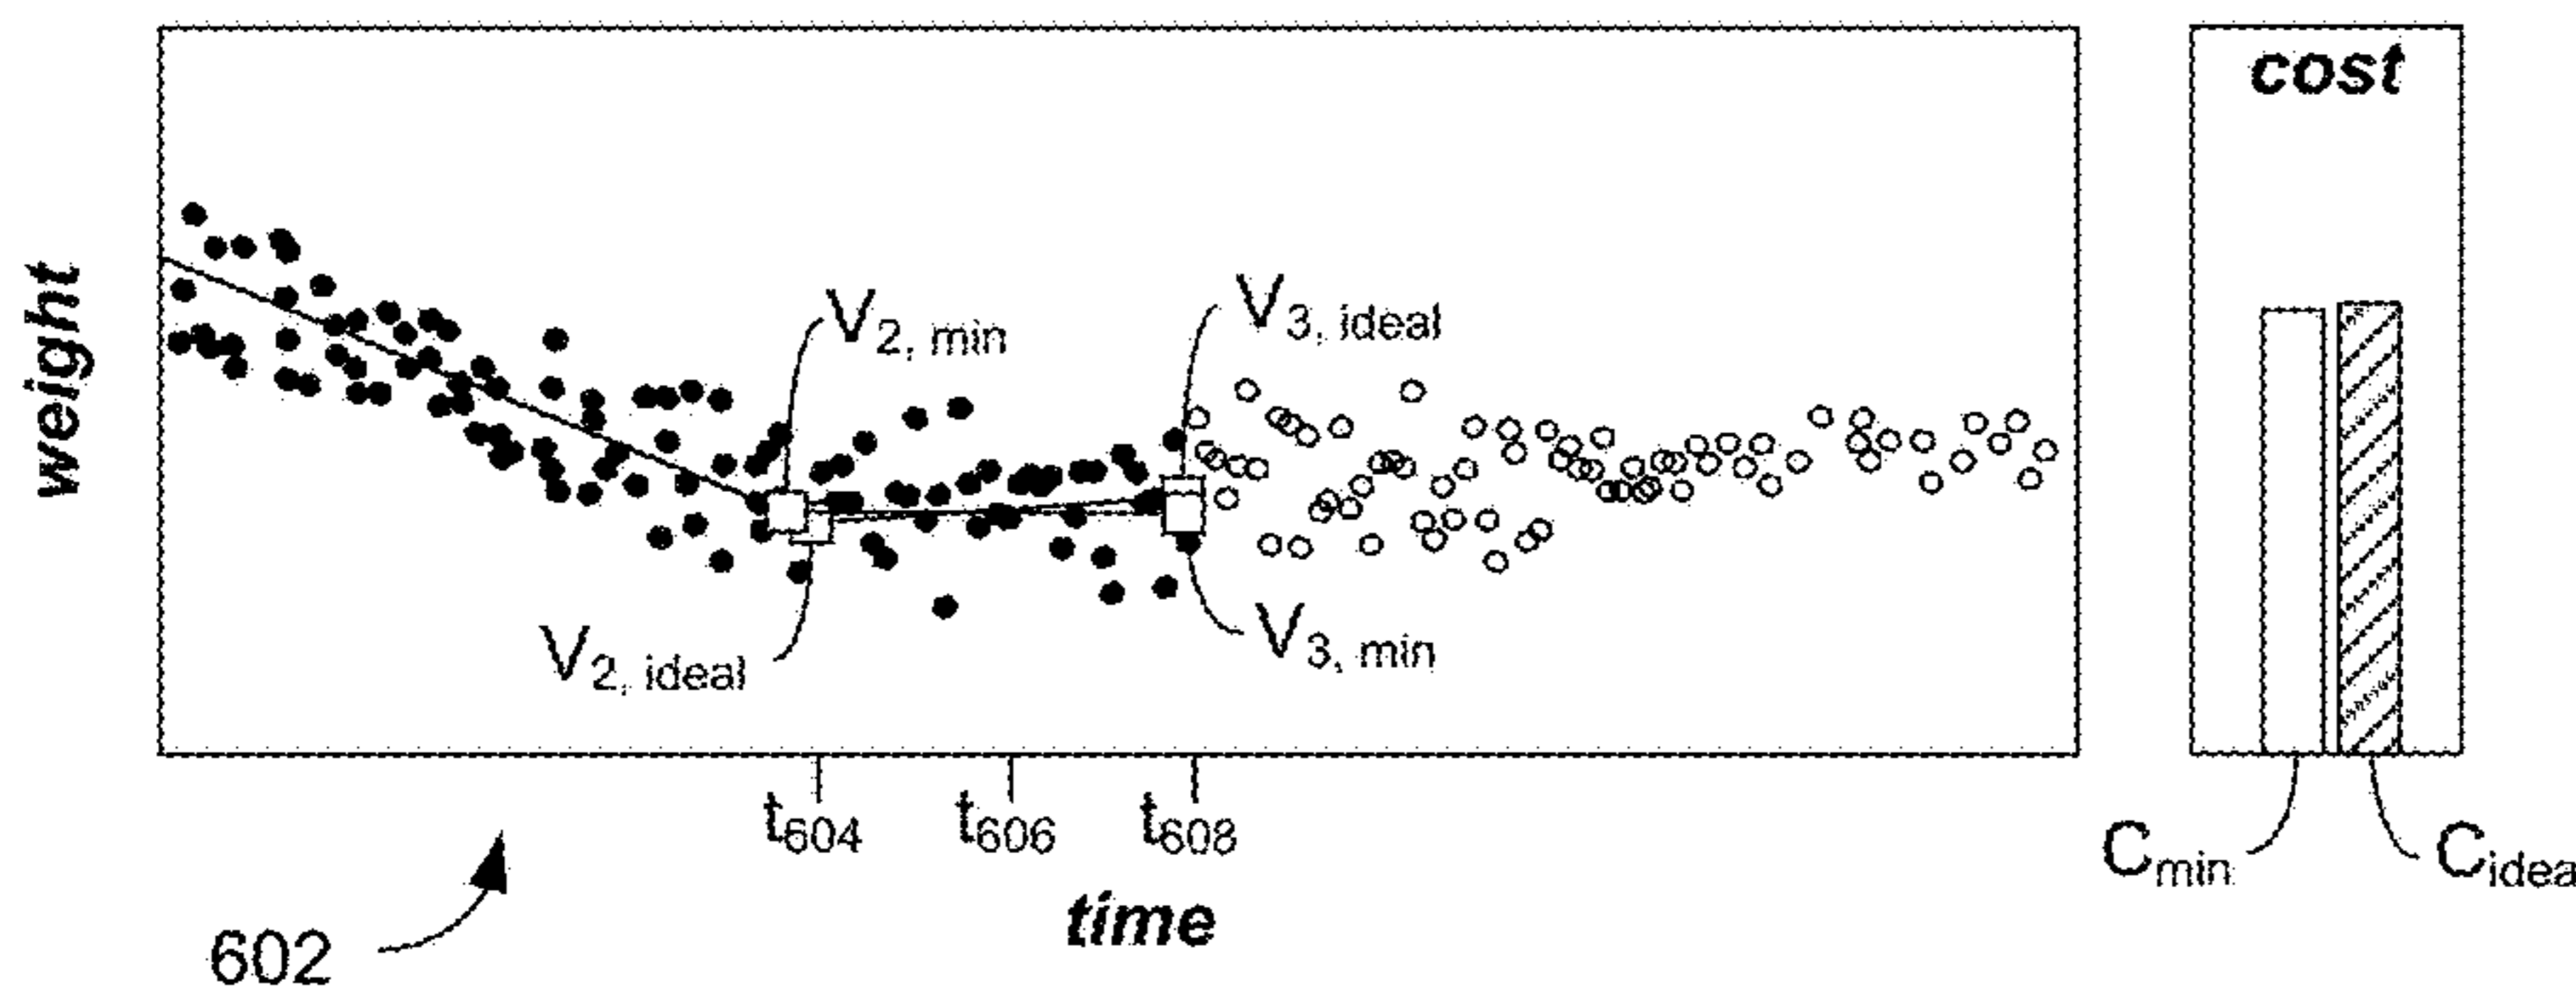 cost
weight
V2, min
V3, ideal
V2, ideal
V3, min
t604
t606
t608
Cmin
Cidea
time
602